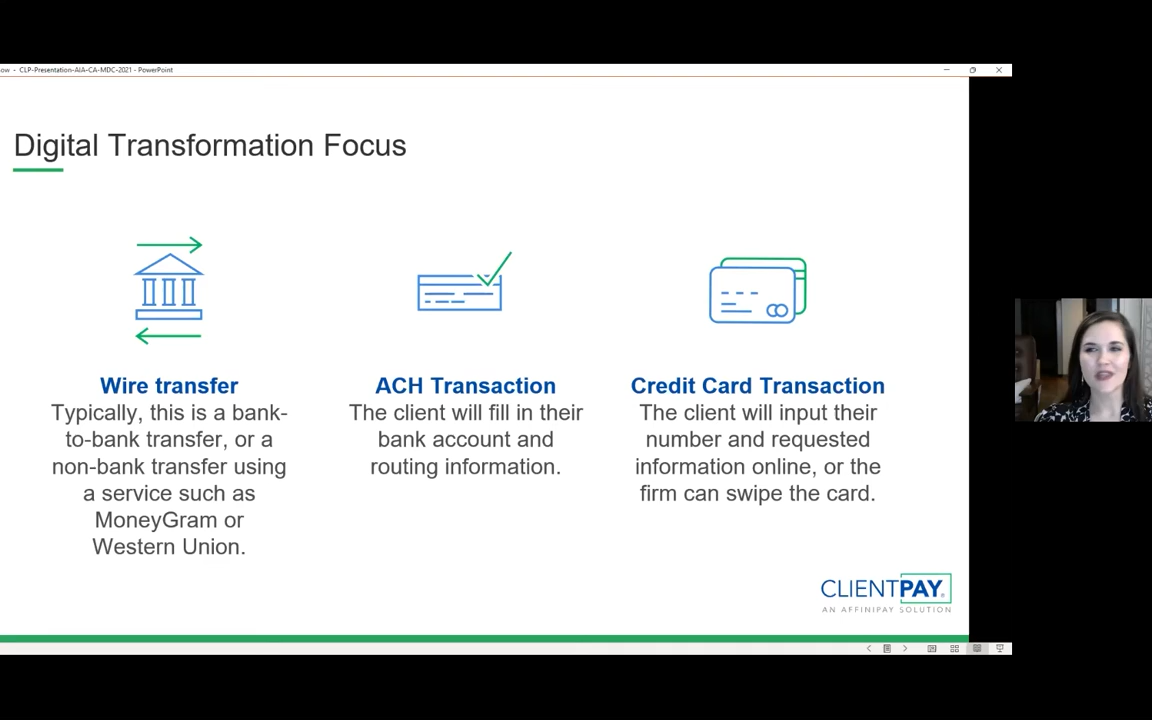 ow - CLP-Presentation-AIA-CA-MDC-2021 - PowerPoint
Digital Transformation Focus
Wire transfer
Typically, this is a bank-
to-bank transfer, or a
non-bank transfer using
a service such as
MoneyGram or
Western Union.
ACH Transaction
The client will fill in their
bank account and
routing information.
Credit Card Transaction
The client will input their
number and requested
information online, or the
firm can swipe the card.
CLIENTPAY®
AN AFFINIPAY SOLUTION